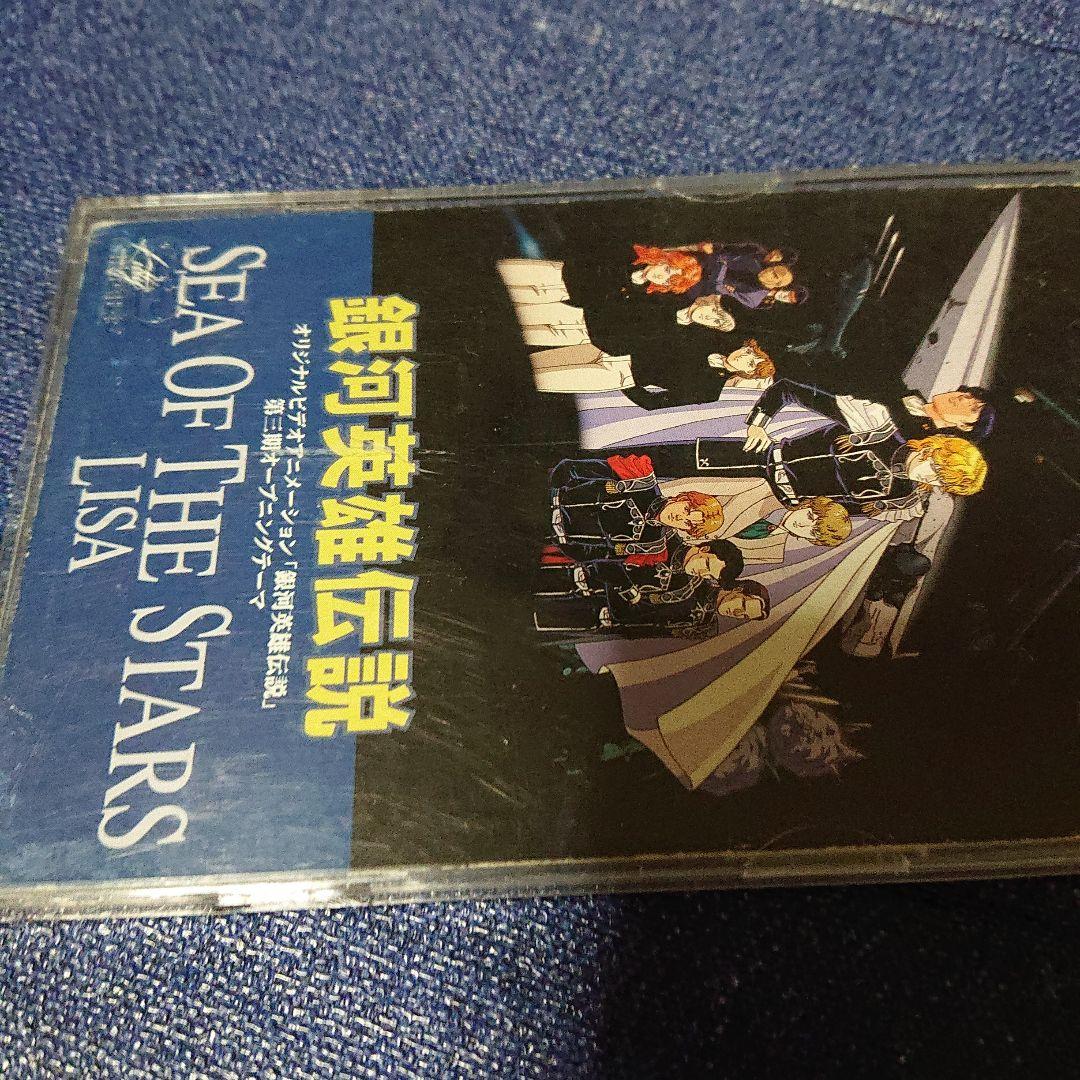 銀河英雄伝説
オリジナルビデオアニメーション「銀河英雄伝説」
第三期オープニングテーマ
SEA OF THE STARS
LISA
Kitty